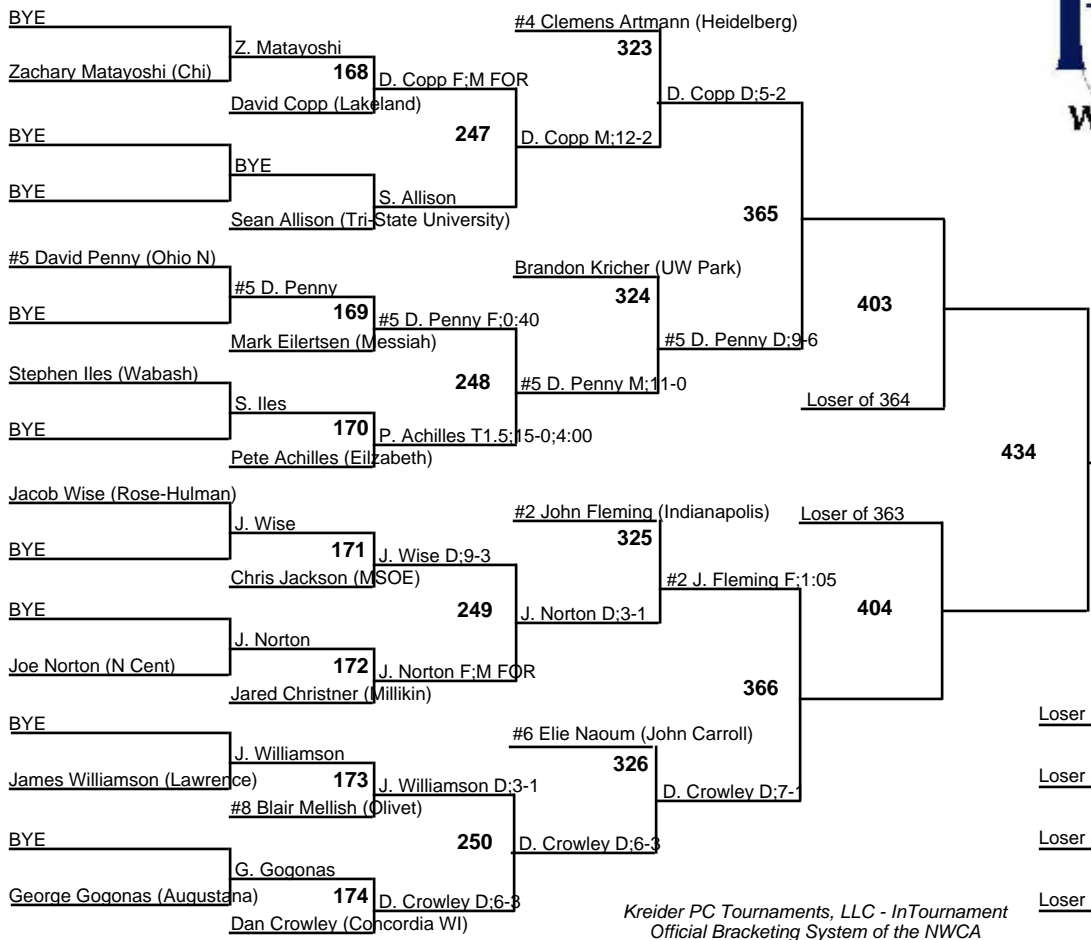 BYE
#4 Clemens Artmann (Heidelberg)
323
Z. Matayoshi
Zachary Matayoshi (Chi)
168
D. Copp F;M FOR
David Copp (Lakeland)
D. Copp D;5-2
247
D. Copp M;12-2
BYE
BYE
BYE
S. Allison
Sean Allison (Tri-State University)
365
#5 David Penny (Ohio N)
Brandon Kricher (UW Park)
#5 D. Penny
324
403
BYE
169
#5 D. Penny F;0:40
Mark Eilertsen (Messiah)
#5 D. Penny D;9-6
Stephen Iles (Wabash)
248
#5 D. Penny M;11-0
S. Iles
Loser of 364
BYE
170
P. Achilles T1.5;15-0;4:00
Pete Achilles (Eilzabeth)
434
Jacob Wise (Rose-Hulman)
#2 John Fleming (Indianapolis)
Loser of 363
J. Wise
325
BYE
171
J. Wise D;9-3
Chris Jackson (MSOE)
#2 J. Fleming F;1:05
249
404
BYE
J. Norton D;3-1
J. Norton
Joe Norton (N Cent)
172
J. Norton F;M FOR
Jared Christner (Millikin)
366
BYE
#6 Elie Naoum (John Carroll)
Loser
J. Williamson
326
James Williamson (Lawrence)
173
J. Williamson D;3-1
#8 Blair Mellish (Olivet)
D. Crowley D;7-1
Loser
BYE
250
D. Crowley D;6-3
Loser
G. Gogonas
George Gogonas (Augustana)
174
D. Crowley D;6-3
Dan Crowley (Concordia WI)
Loser
Kreider PC Tournaments, LLC - InTournament
Official Bracketing System of the NWCA